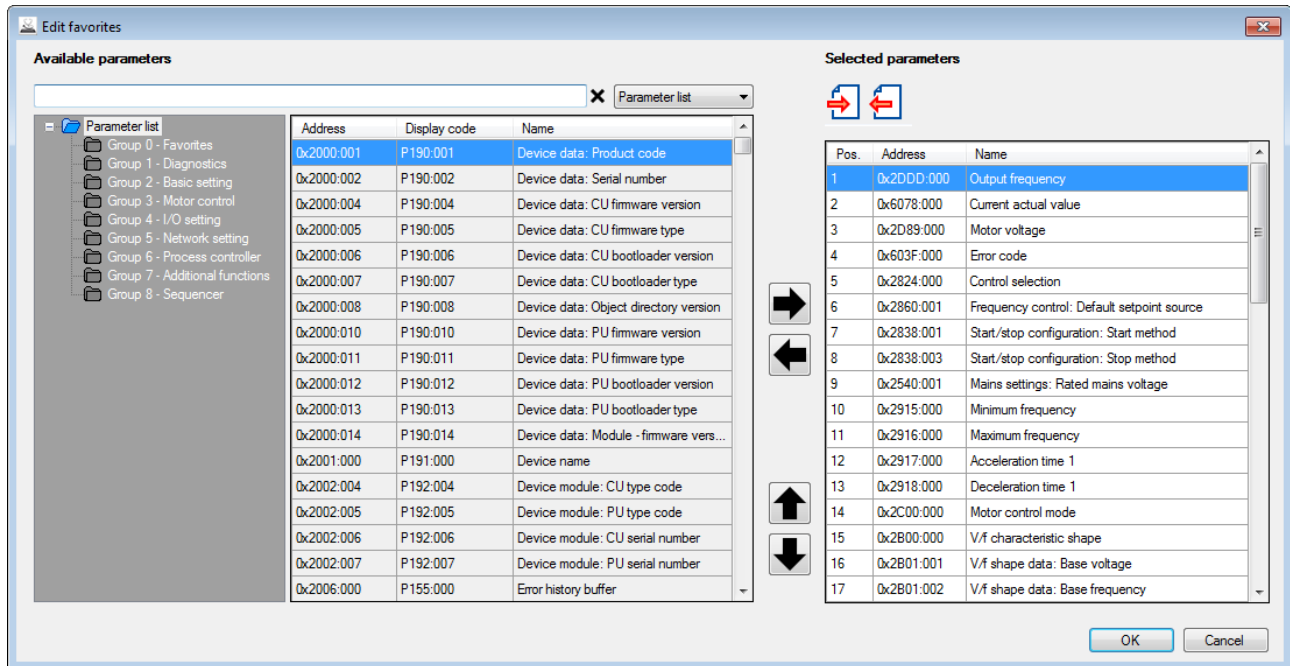 Edit favorites
Available parameters
Parameter list
Parameter list
Group 0 - Favorites
Group 1 - Diagnostics
Group 2 - Basic setting
Group 3 - Motor control
Group 4 - I/O setting
Group 5 - Network setting
Group 6 - Process controller
Group 7 - Additional functions
Group 8 - Sequencer
Address Display code Name
0x2000:001 P190:001 Device data: Product code
0x2000:002 P190:002 Device data: Serial number
0x2000:004 P190:004 Device data: CU firmware version
0x2000:005 P190:005 Device data: CU firmware type
0x2000:006 P190:006 Device data: CU bootloader version
0x2000:007 P190:007 Device data: CU bootloader type
0x2000:008 P190:008 Device data: Object directory version
0x2000:010 P190:010 Device data: PU firmware version
0x2000:011 P190:011 Device data: PU firmware type
0x2000:012 P190:012 Device data: PU bootloader version
0x2000:013 P190:013 Device data: PU bootloader type
0x2000:014 P190:014 Device data: Module - firmware vers...
0x2001:000 P191:000 Device name
0x2002:004 P192:004 Device module: CU type code
0x2002:005 P192:005 Device module: PU type code
0x2002:006 P192:006 Device module: CU serial number
0x2002:007 P192:007 Device module: PU serial number
0x2006:000 P155:000 Error history buffer
Selected parameters
Pos. Address Name
1 0x2DDD:000 Output frequency
2 0x6078:000 Current actual value
3 0x2D89:000 Motor voltage
4 0x603F:000 Error code
5 0x2824:000 Control selection
6 0x2860:001 Frequency control: Default setpoint source
7 0x2838:001 Start/stop configuration: Start method
8 0x2838:003 Start/stop configuration: Stop method
9 0x2540:001 Mains settings: Rated mains voltage
10 0x2915:000 Minimum frequency
11 0x2916:000 Maximum frequency
12 0x2917:000 Acceleration time 1
13 0x2918:000 Deceleration time 1
14 0x2C00:000 Motor control mode
15 0x2B00:000 V/f characteristic shape
16 0x2B01:001 V/f shape data: Base voltage
17 0x2B01:002 V/f shape data: Base frequency
OK Cancel